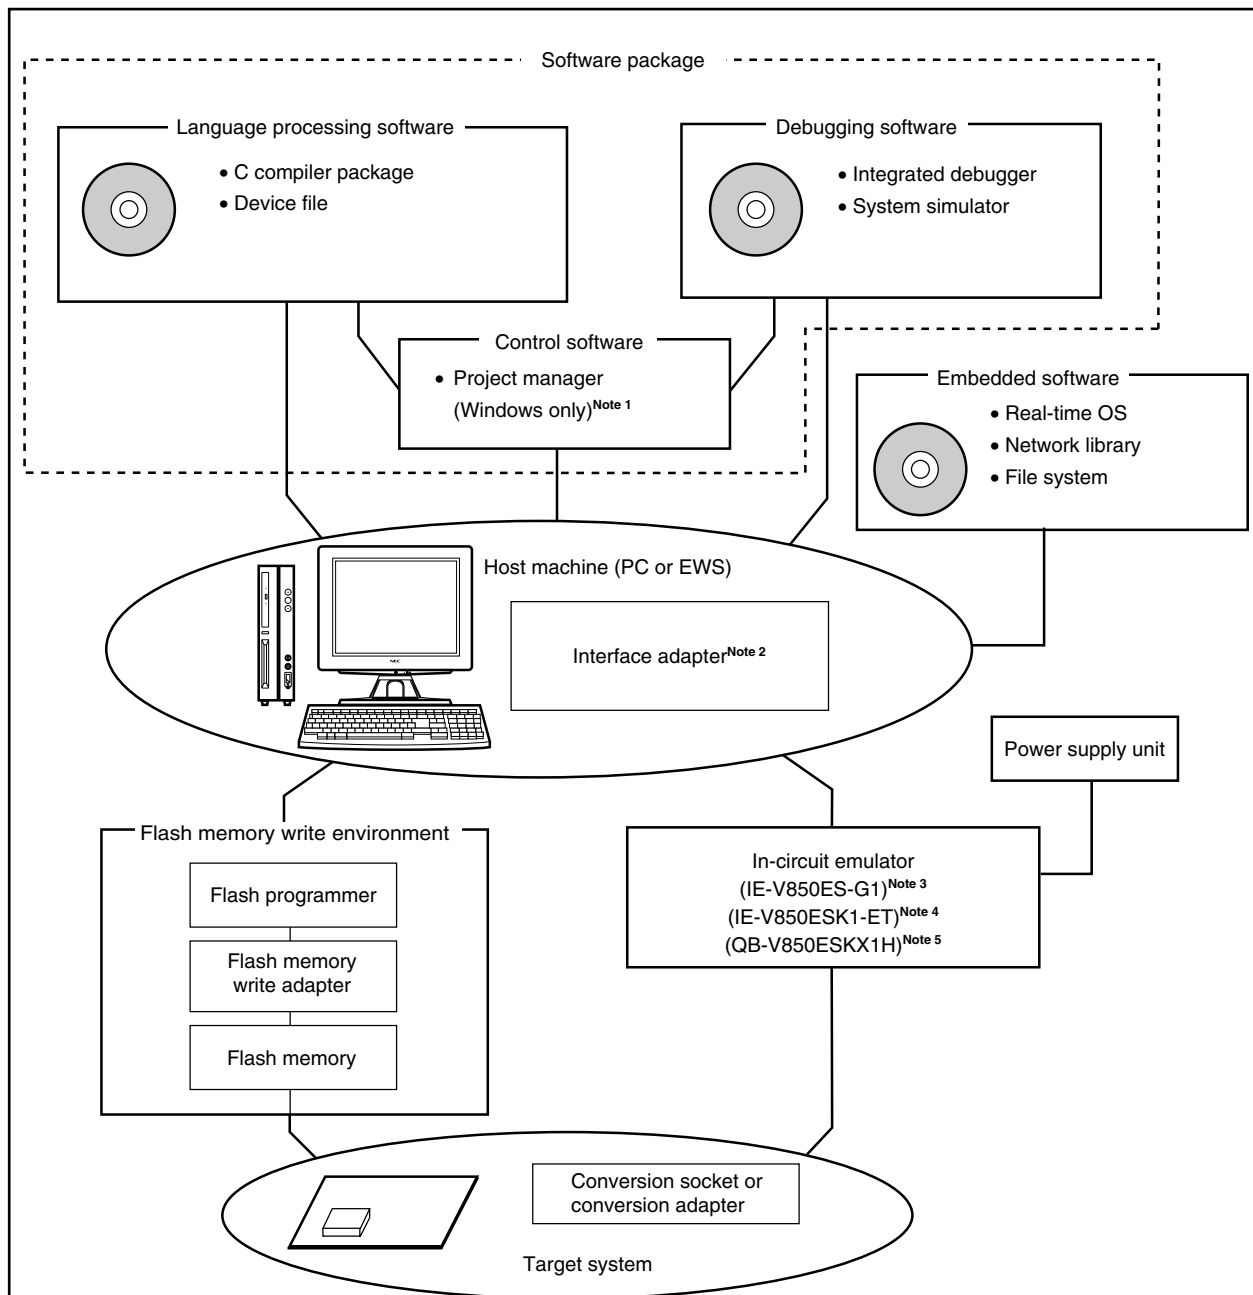 Software package
Language processing software
• C compiler package
• Device file
Debugging software
• Integrated debugger
• System simulator
Control software
• Project manager
(Windows only)Note 1
Embedded software
• Real-time OS
• Network library
• File system
Host machine (PC or EWS)
NEC
Interface adapterNote 2
Power supply unit
Flash memory write environment
Flash programmer
Flash memory
write adapter
Flash memory
In-circuit emulator
(IE-V850ES-G1)Note 3
(IE-V850ESK1-ET)Note 4
(QB-V850ESKX1H)Note 5
Conversion socket or
conversion adapter
Target system